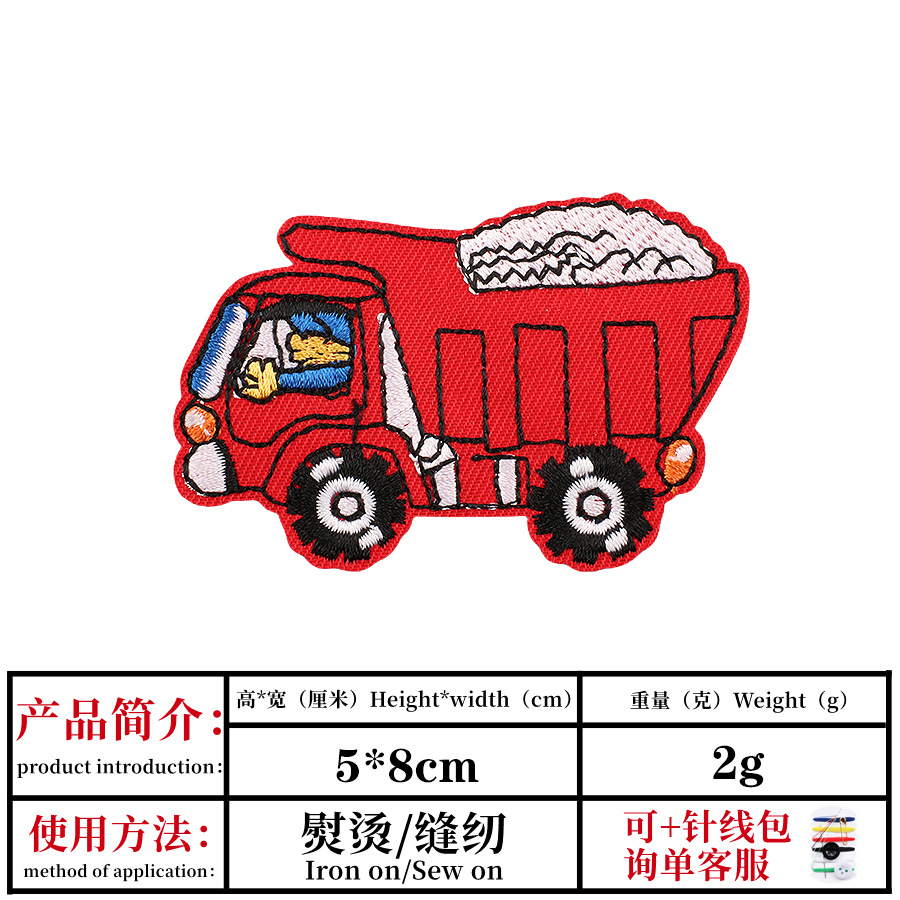 产品简介：
product introduction：
高*宽（厘米）Height*width（cm）
重量（克）Weight（g）
5*8cm
2g
使用方法：
method of application：
熨烫/缝纫
Iron on/Sew on
可+针线包
询单客服